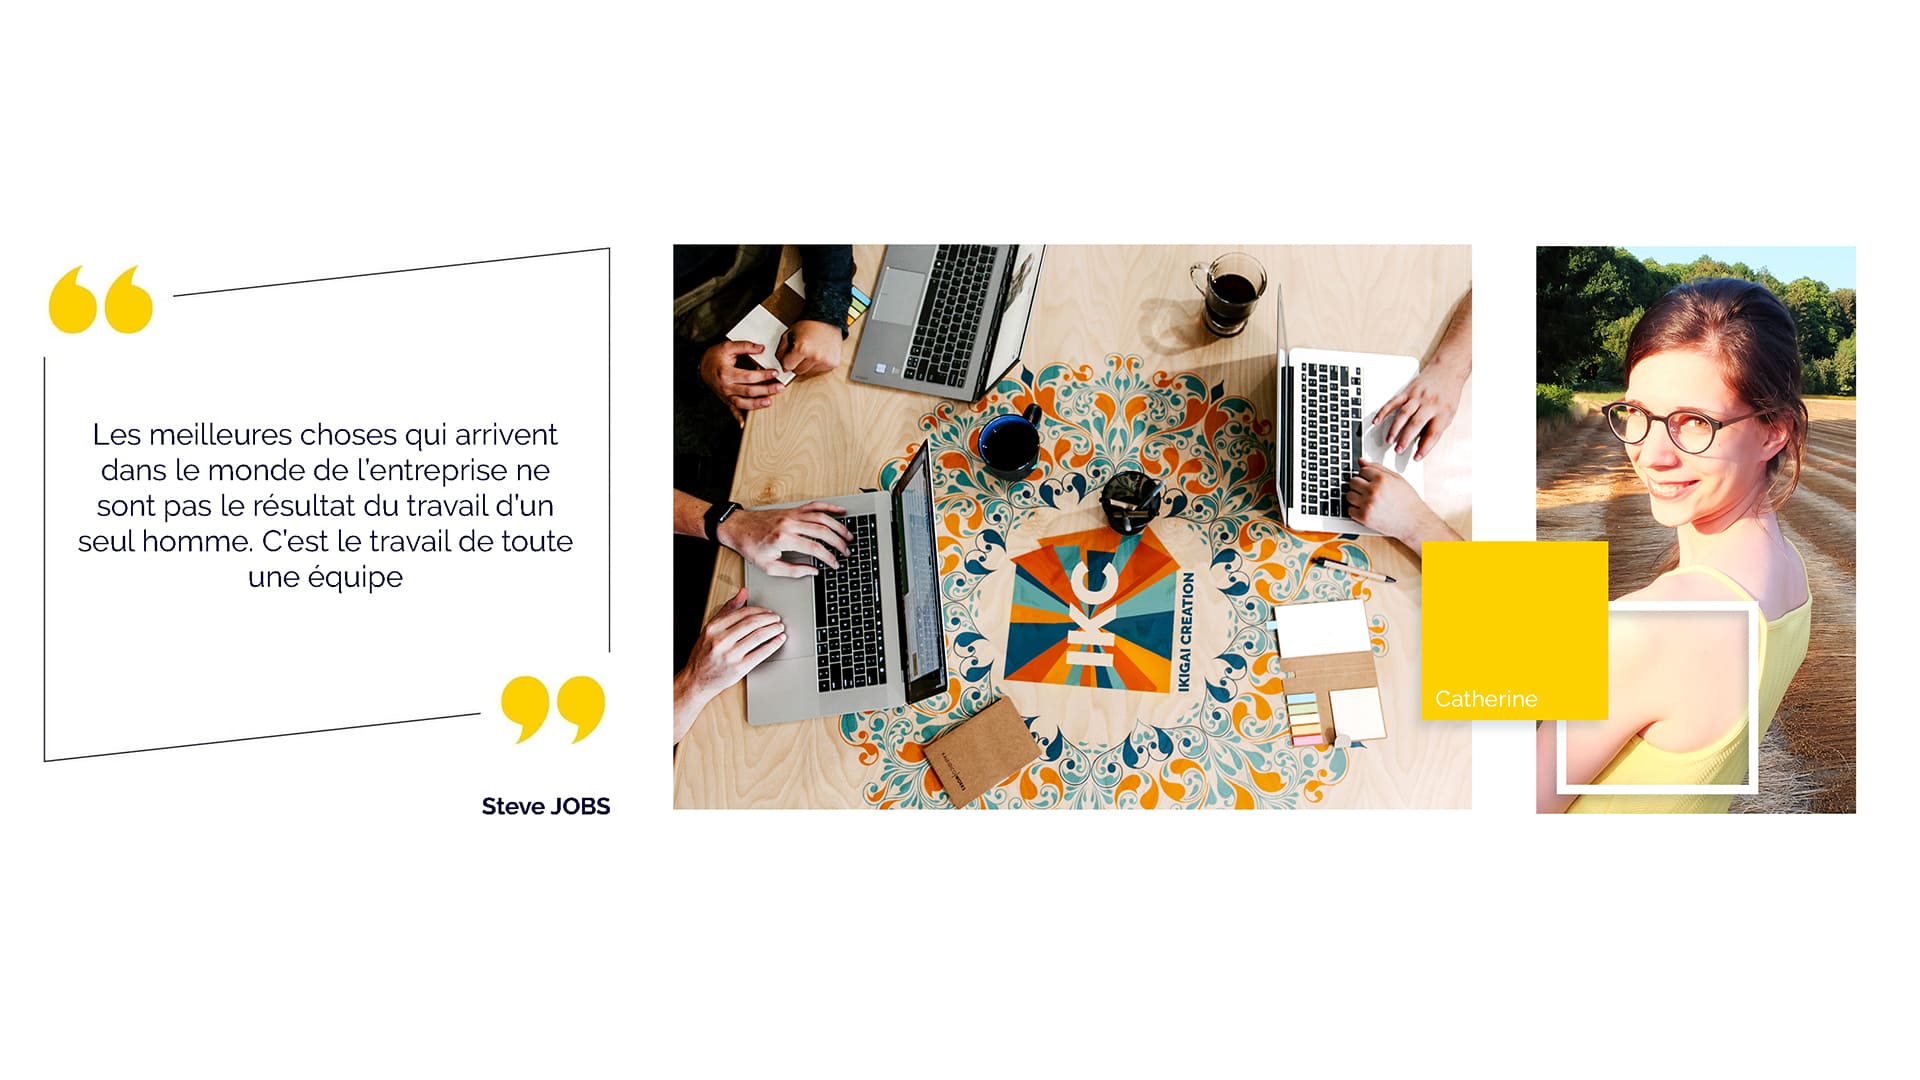 Les meilleures choses qui arrivent
dans le monde de l’entreprise ne
sont pas le résultat du travail d’un
seul homme. C’est le travail de toute
une équipe
Steve JOBS
IKC
IKIGAI CREATION
Catherine